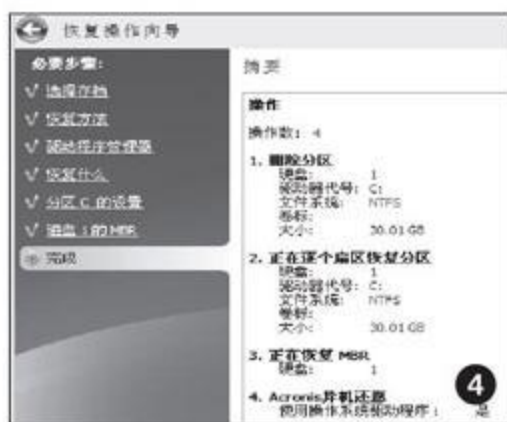 恢复操作向导
必要步骤:
选择存档
恢复方法
驱动程序管理器
恢复什么
分区 C 的设置
磁盘 1的 MBR
完成
摘要
操作
操作数: 4
1. 删除分区
硬盘: 1
驱动器代号: C:
文件系统: NTFS
卷标:
大小: 30.01 GB
2. 正在逐个扇区恢复分区
硬盘: 1
驱动器代号: C:
文件系统: NTFS
卷标:
大小: 30.01 GB
3. 正在恢复 MBR
硬盘: 1
4. Acronis异机还原
使用操作系统驱动程序: 是
4